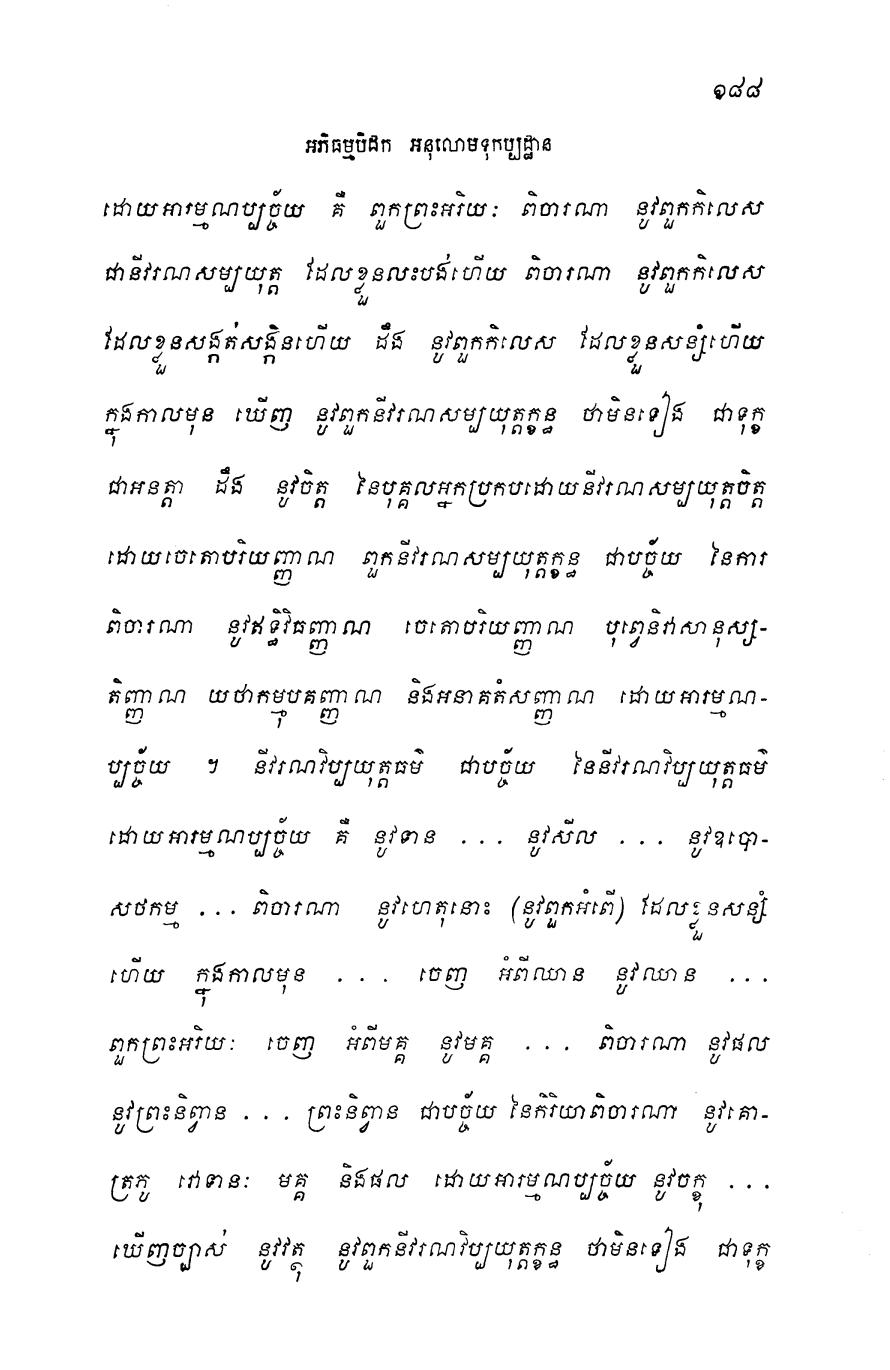 ១៨៨
អភិធម្មបិដក អនុលោមទុកប្បដ្ឋាន
ដោយអារម្មណប្បច្ច័យ គឺ ពួកព្រះអរិយៈ ពិចារណា នូវពួកកិលេស
ជានីវរណសម្បយុត្ត ដែលខ្លួនលះបង់ហើយ ពិចារណា នូវពួកកិលេស
ដែលខ្លួនសង្កត់សង្កិនហើយ ដឹង នូវពួកកិលេស ដែលខ្លួនសន្សំហើយ
ក្នុងកាលមុន ឃើញ នូវពួកនីវរណសម្បយុត្តក្ខន្ធ ថាមិនទៀង ជាទុក្ខ
ជាអនត្តា ដឹង នូវចិត្ត នៃបុគ្គលអ្នកប្រកបដោយនីវរណសម្បយុត្តចិត្ត
ដោយចេតោបរិយញ្ញាណ ពួកនីវរណសម្បយុត្តក្ខន្ធ ជាបច្ច័យ នៃការ
ពិចារណា នូវឥទ្ធិវិធញ្ញាណ ចេតោបរិយញ្ញាណ បុព្វេនិវាសានុស្ស-
តិញ្ញាណ យថាកម្មុបគញ្ញាណ និងអនាគតំសញ្ញាណ ដោយអារម្មណ-
ប្បច្ច័យ ។ នីវរណវិប្បយុត្តធម៌ ជាបច្ច័យ នៃនីវរណវិប្បយុត្តធម៌
ដោយអារម្មណប្បច្ច័យ គឺ នូវទាន ... នូវសីល ... នូវឧបោ-
សថកម្ម ... ពិចារណា នូវហេតុនោះ (នូវពួកអំពើ) ដែលខ្លួនសន្សំ
ហើយ ក្នុងកាលមុន ... ចេញ អំពីឈាន នូវឈាន ...
ពួកព្រះអរិយៈ ចេញ អំពីមគ្គ នូវមគ្គ ... ពិចារណា នូវផល
នូវព្រះនិព្វាន ... ព្រះនិព្វាន ជាបច្ច័យ នៃកិរិយាពិចារណា នូវគោ-
ត្រភូ វោទានៈ មគ្គ និងផល ដោយអារម្មណប្បច្ច័យ នូវចក្ខុ ...
ឃើញច្បាស់ នូវវត្ថុ នូវពួកនីវរណវិប្បយុត្តក្ខន្ធ ថាមិនទៀង ជាទុក្ខ